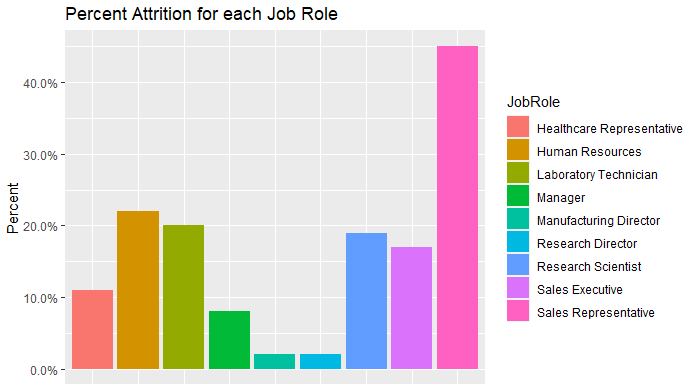 Percent Attrition for each Job Role
40.0%
30.0%
20.0%
10.0%
0.0%
Percent
JobRole
Healthcare Representative
Human Resources
Laboratory Technician
Manager
Manufacturing Director
Research Director
Research Scientist
Sales Executive
Sales Representative